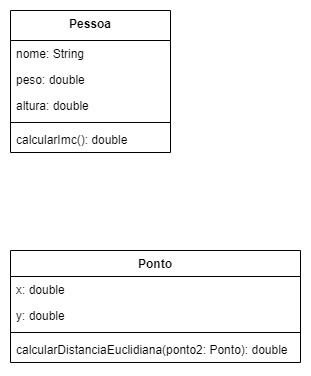 Pessoa
nome: String
peso: double
altura: double
calcularImc(): double
Ponto
x: double
y: double
calcularDistanciaEuclidiana(ponto2: Ponto): double